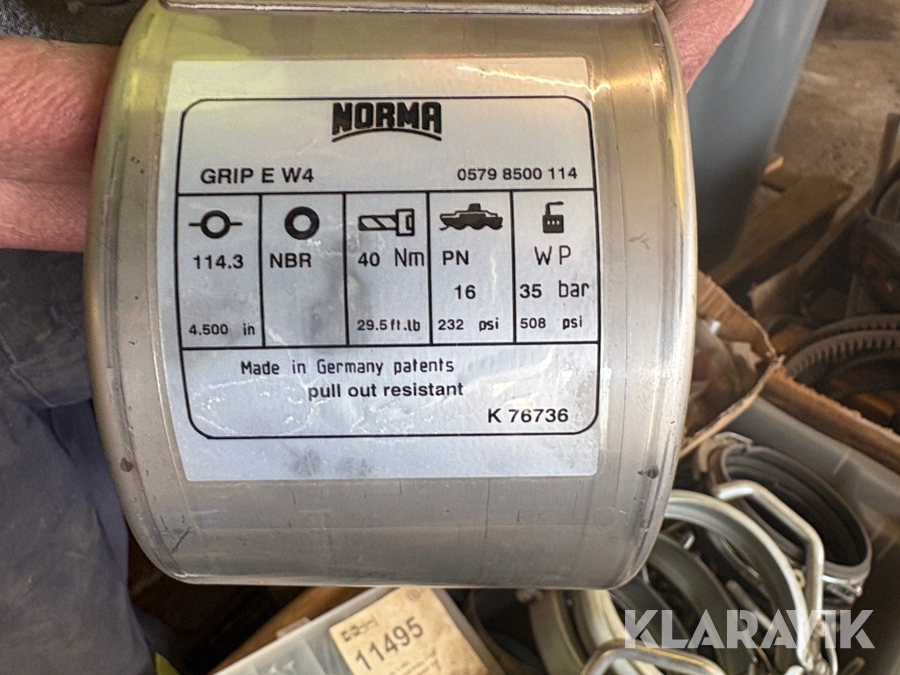 NORMA
GRIP E W4 0579 8500 114
114.3 NBR 40 Nm PN WP
16 35 bar
4.500 in 29.5 ft.lb 232 psi 508 psi
Made in Germany patents
pull out resistant
K 76736
11495
KLARAVIK